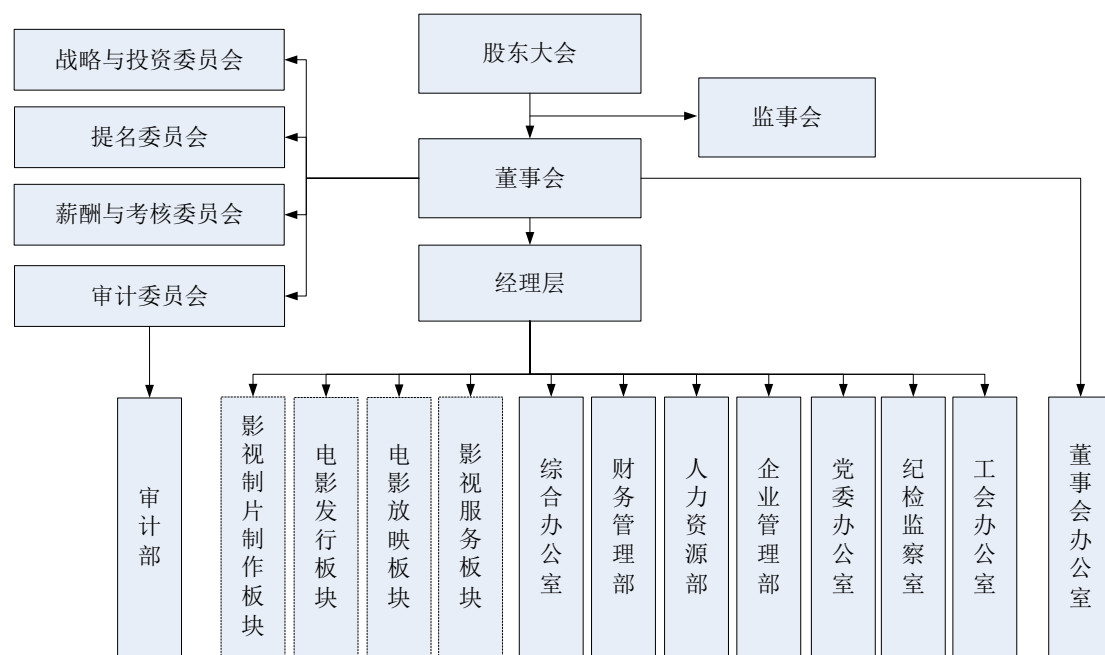 战略与投资委员会
股东大会
提名委员会
监事会
董事会
薪酬与考核委员会
经理层
审计委员会
审计部
影视制片制作板块
电影发行板块
电影放映板块
影视服务板块
综合办公室
财务管理部
人力资源部
企业管理部
党委办公室
纪检监察室
工会办公室
董事会办公室